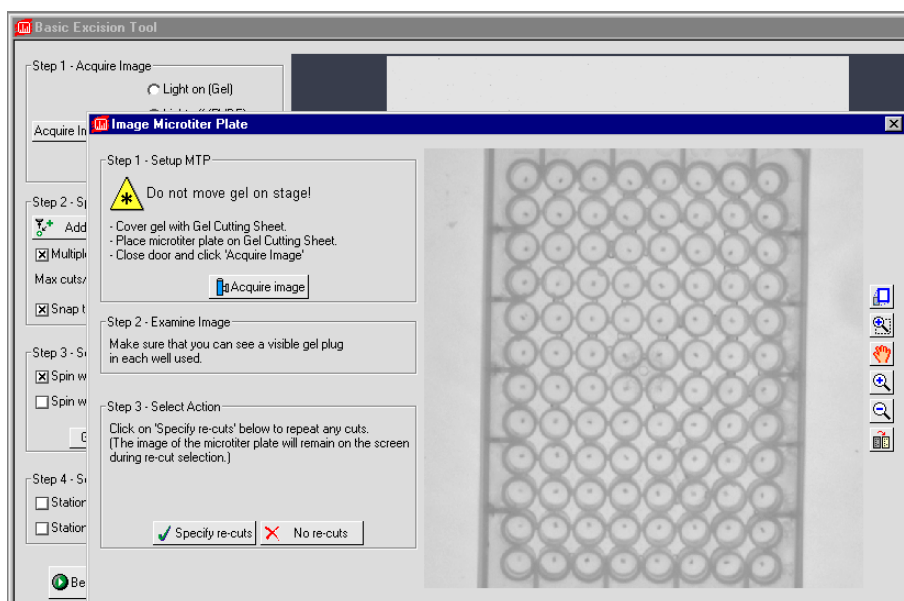 Basic Excision Tool
Step 1 - Acquire Image
Light on (Gel)
Acquire
Image Microtiter Plate
Step 1 - Setup MTP
Do not move gel on stage!
- Cover gel with Gel Cutting Sheet.
- Place microtiter plate on Gel Cutting Sheet.
- Close door and click 'Acquire Image'
Acquire image
Step 2 - Examine Image
Make sure that you can see a visible gel plug
in each well used.
Step 3 - Select Action
Click on 'Specify re-cuts' below to repeat any cuts.
(The image of the microtiter plate will remain on the screen
during re-cut selection.)
Specify re-cuts
No re-cuts
Step 2 -
Add
Max cuts/
Snap
Step 3 -
Spin
Spin
Step 4 -
Station
Station